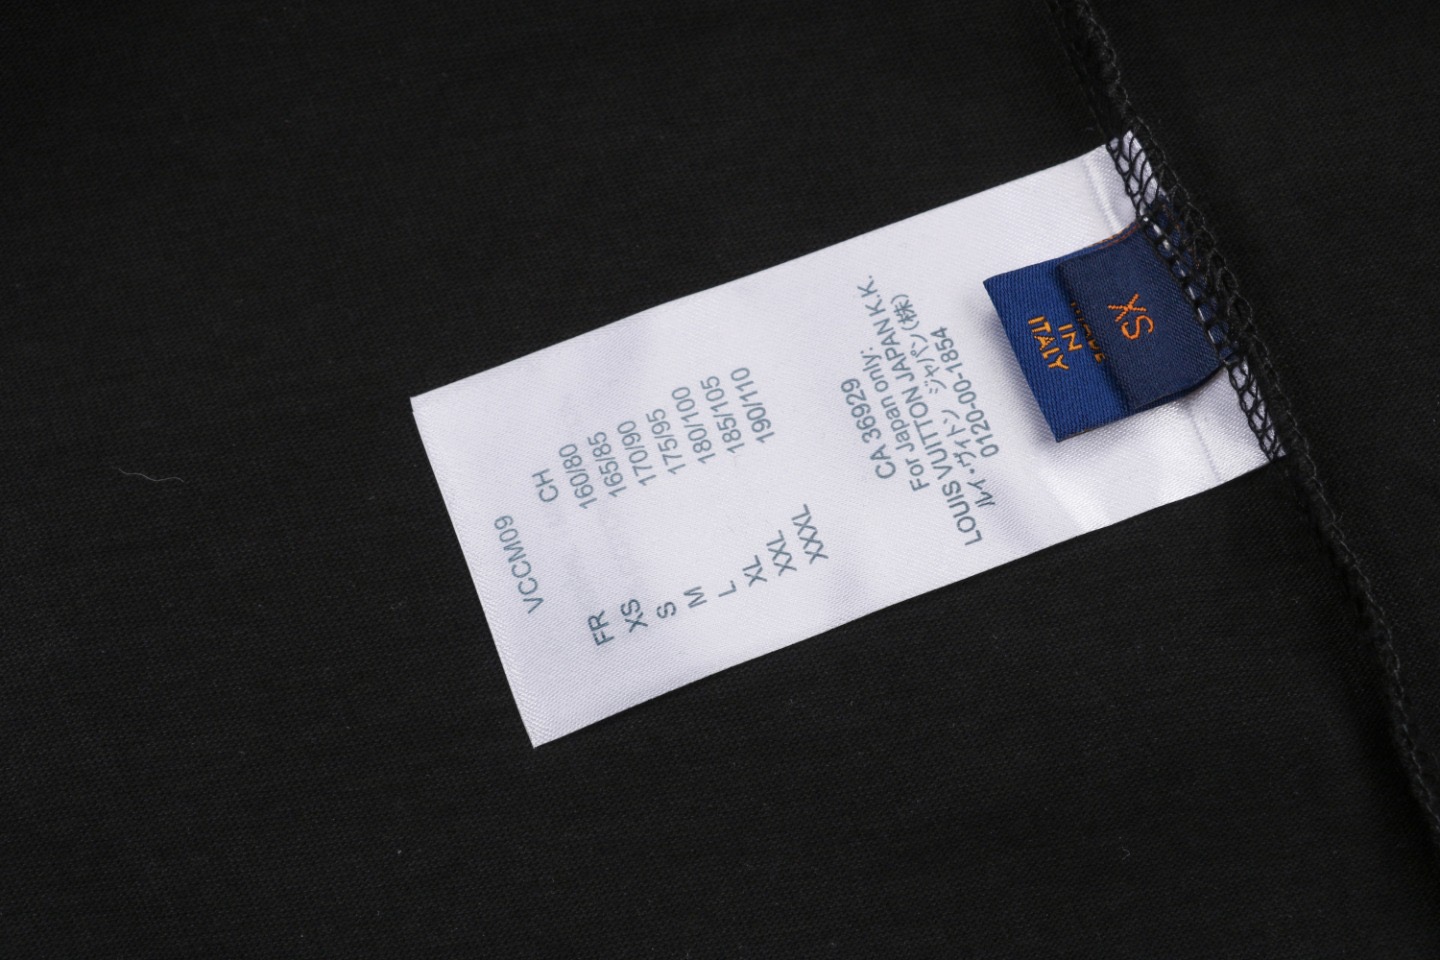 VCCM09
FR CH
XS 160/80
S 165/85
M 170/90
L 175/95
XL 180/100
XXL 185/105
XXXL 190/110
CA 36929
For Japan only:
LOUIS VUITTON JAPAN K.K.
ルイ・ヴィトン ジャパン(株)
0120-00-1854
XS
IN
ITALY